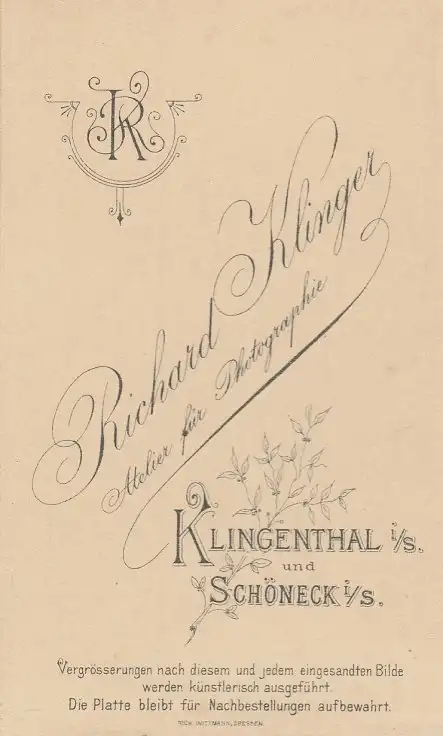 RK
Richard Klinger
Atelier für Photographie
KLINGENTHAL i/S.
und
SCHÖNECK i/S.
Vergrösserungen nach diesem und jedem eingesandten Bilde
werden künstlerisch ausgeführt.
Die Platte bleibt für Nachbestellungen aufbewahrt.
DRESDEN.